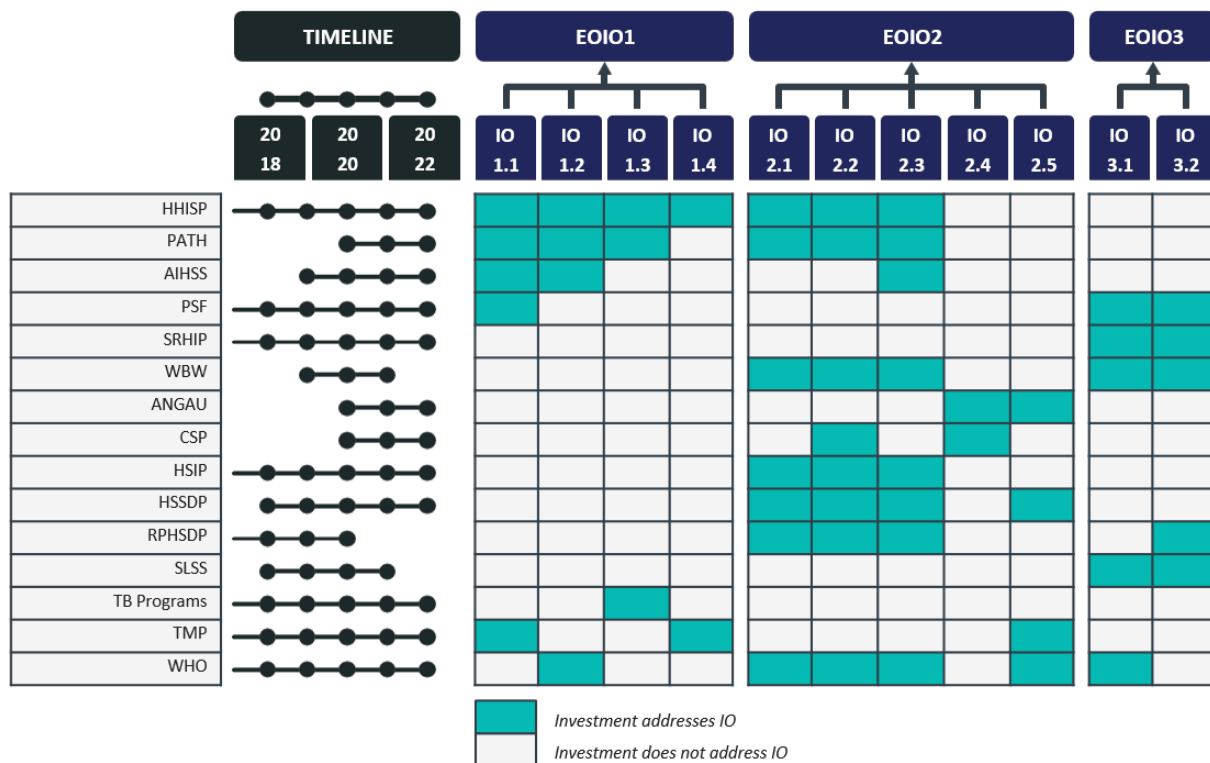 TIMELINE EOIO1 EOIO2 EOIO3
20 20 20 IO IO IO IO IO IO IO IO IO IO IO
18 20 22 1.1 1.2 1.3 1.4 2.1 2.2 2.3 2.4 2.5 3.1 3.2
HHISP
PATH
AIHSS
PSF
SRHIP
WBW
ANGAU
CSP
HSIP
HSSDP
RPHSDP
SLSS
TB Programs
TMP
WHO
Investment addresses IO
Investment does not address IO